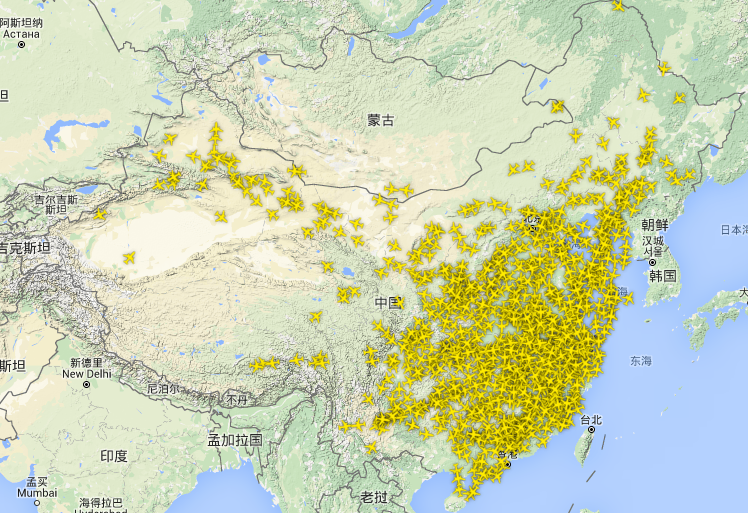 阿斯坦纳
Астана
蒙古
吉尔吉斯
斯坦
吉克斯坦
朝鲜
汉城
서울
韩国
日本海
中国
东海
新德里
New Delhi
尼泊尔
不丹
斯坦
孟加拉国
印度
台北
孟买
Mumbai
海得拉巴
Hyderabad
老挝